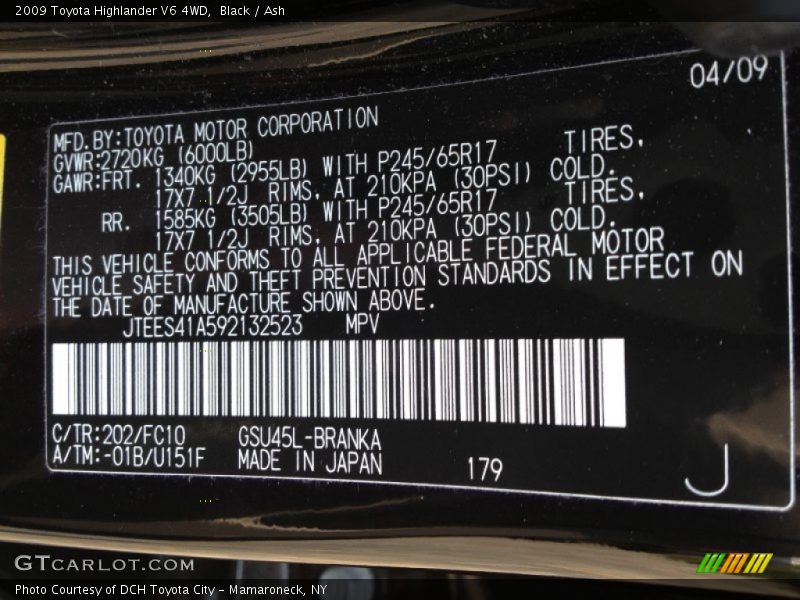 2009 Toyota Highlander V6 4WD,  Black / Ash
04/09
MFD.BY:TOYOTA MOTOR CORPORATION
GVWR:2720KG (6000LB)
GAWR:FRT. 1340KG (2955LB) WITH P245/65R17 TIRES,
17X7 1/2J RIMS, AT 210KPA (30PSI) COLD.
RR. 1585KG (3505LB) WITH P245/65R17 TIRES,
17X7 1/2J RIMS, AT 210KPA (30PSI) COLD.
THIS VEHICLE CONFORMS TO ALL APPLICABLE FEDERAL MOTOR
VEHICLE SAFETY AND THEFT PREVENTION STANDARDS IN EFFECT ON
THE DATE OF MANUFACTURE SHOWN ABOVE.
JTEES41A592132523 MPV
C/TR:202/FC10 GSU45L-BRANKA
A/TM:-01B/U151F MADE IN JAPAN 179 J
GTCARLOT.COM
Photo Courtesy of DCH Toyota City - Mamaroneck, NY